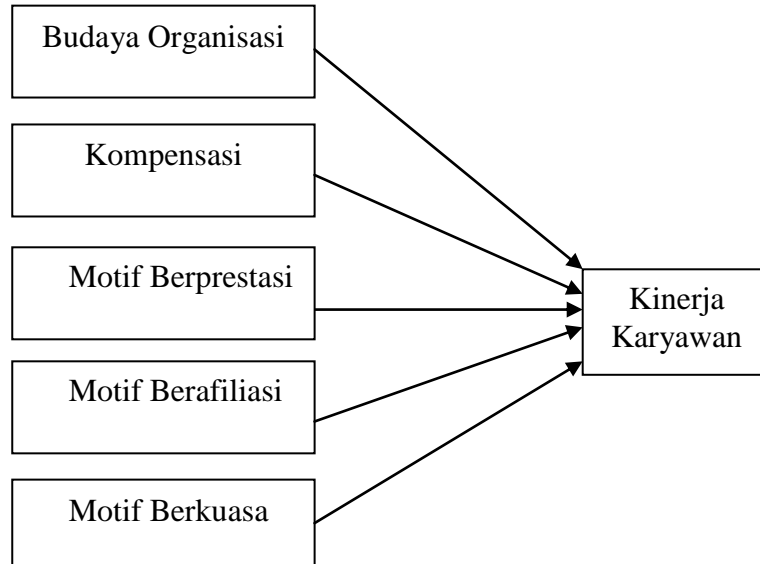 Budaya Organisasi
Kompensasi
Motif Berprestasi
Motif Berafiliasi
Motif Berkuasa
Kinerja
Karyawan